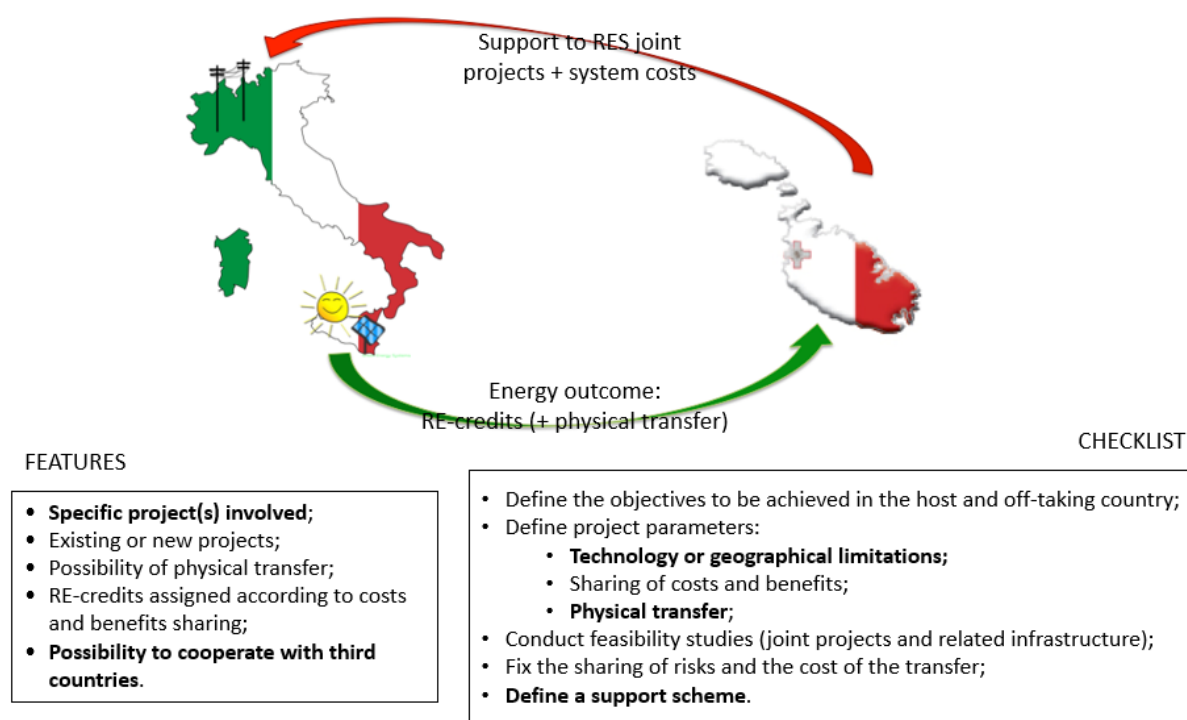 Support to RES joint
projects + system costs
Energy outcome:
RE-credits (+ physical transfer)
FEATURES
• Specific project(s) involved;
• Existing or new projects;
• Possibility of physical transfer;
• RE-credits assigned according to costs
and benefits sharing;
• Possibility to cooperate with third
countries.
CHECKLIST
• Define the objectives to be achieved in the host and off-taking country;
• Define project parameters:
• Technology or geographical limitations;
• Sharing of costs and benefits;
• Physical transfer;
• Conduct feasibility studies (joint projects and related infrastructure);
• Fix the sharing of risks and the cost of the transfer;
• Define a support scheme.